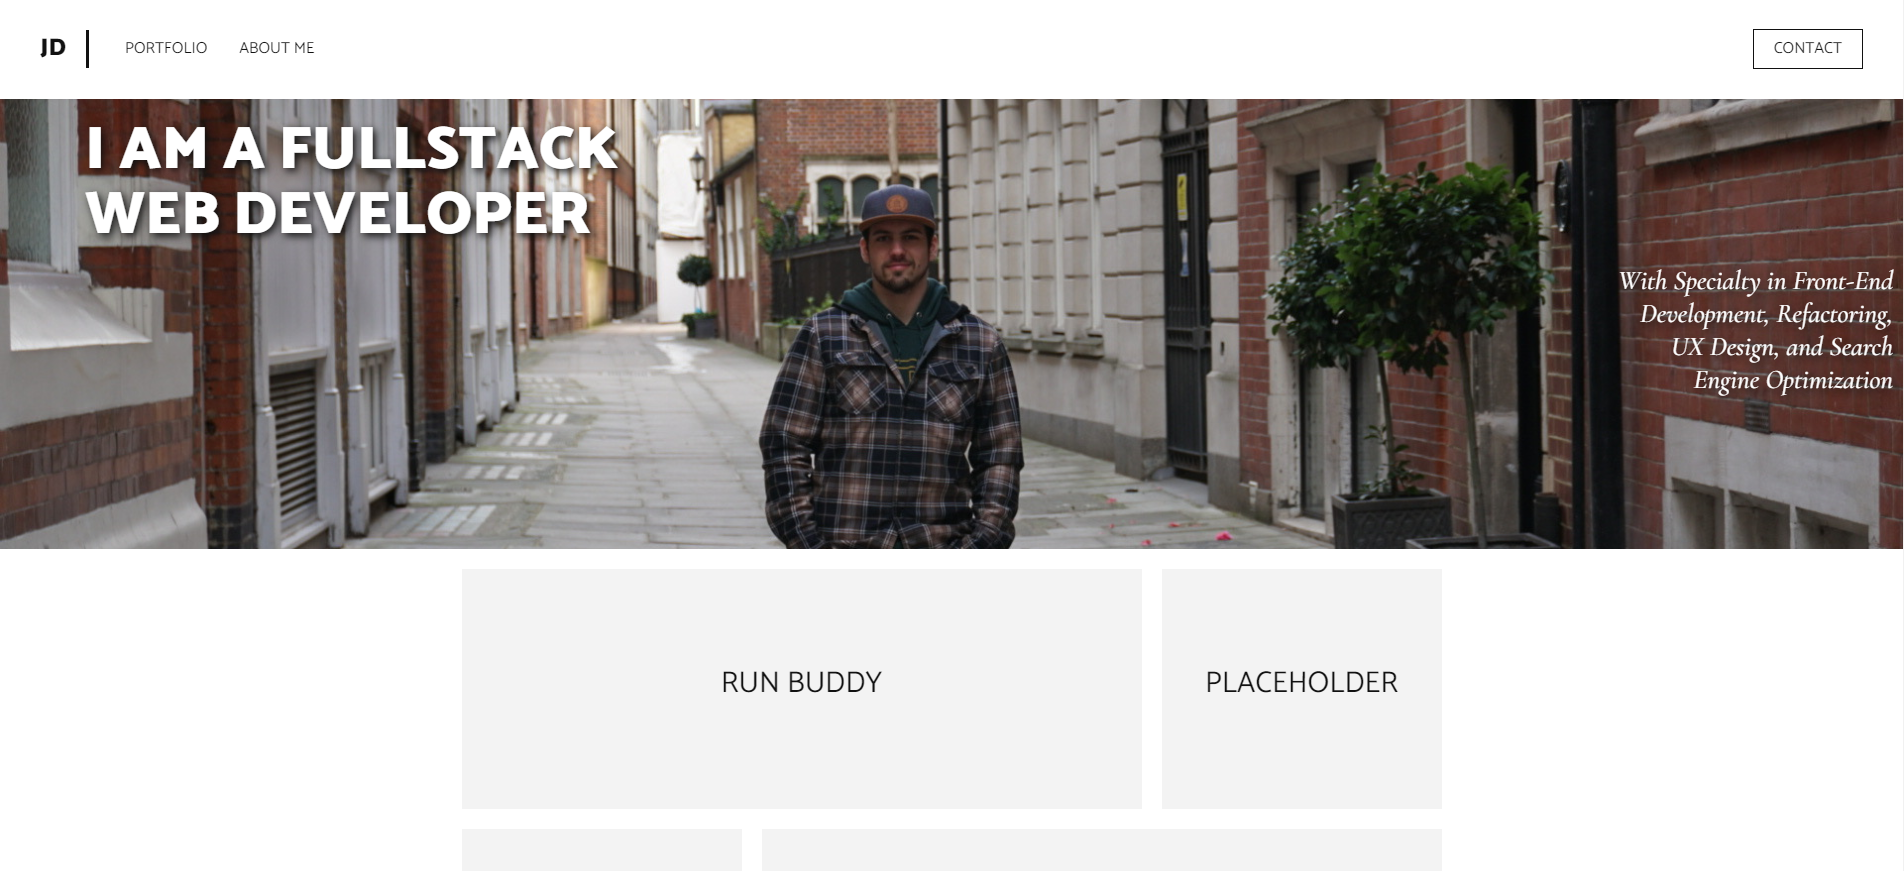 JD
PORTFOLIO
ABOUT ME
CONTACT
I AM A FULLSTACK
WEB DEVELOPER
With Specialty in Front-End
Development, Refactoring,
UX Design, and Search
Engine Optimization
RUN BUDDY
PLACEHOLDER